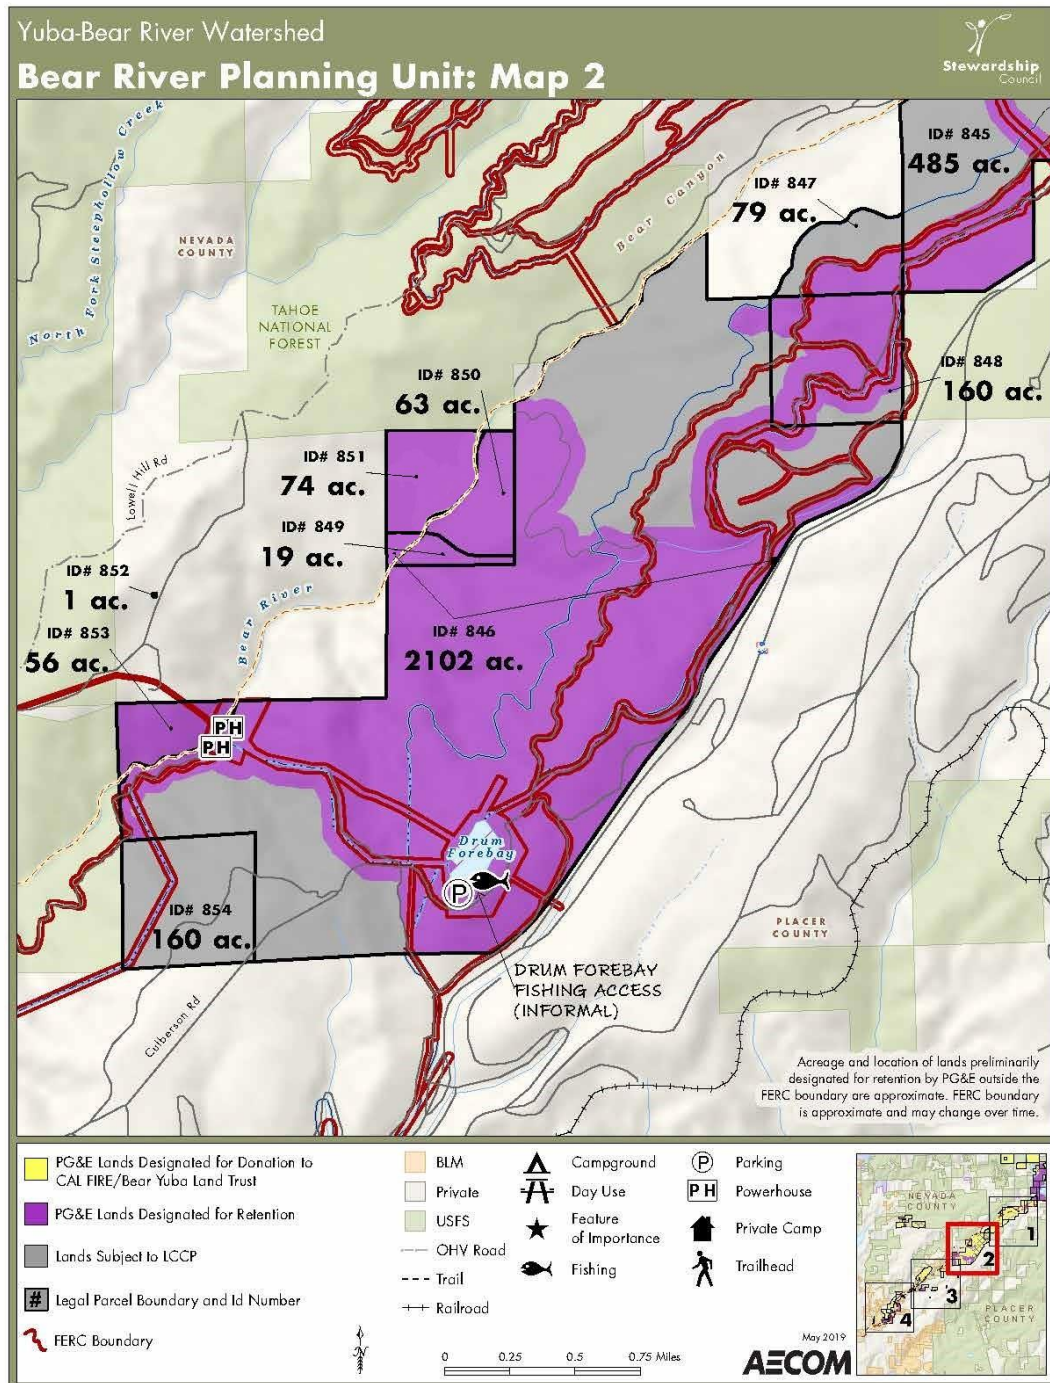 Yuba-Bear River Watershed
Bear River Planning Unit: Map 2
Stewardship
Council
North Fork Steephollow Creek
NEVADA
COUNTY
TAHOE
NATIONAL
FOREST
Bear Canyon
ID# 845
485 ac.
ID# 847
79 ac.
ID# 848
160 ac.
ID# 850
63 ac.
ID# 851
74 ac.
ID# 849
19 ac.
Lowell Hill Rd
ID# 852
1 ac.
ID# 853
56 ac.
Bear River
ID# 846
2102 ac.
PH
PH
Drum
Forebay
P
ID# 854
160 ac.
PLACER
COUNTY
DRUM FOREBAY
FISHING ACCESS
(INFORMAL)
Culberson Rd
Acreage and location of lands preliminarily
designated for retention by PG&E outside the
FERC boundary are approximate. FERC boundary
is approximate and may change over time.
PG&E Lands Designated for Donation to
CAL FIRE/Bear Yuba Land Trust
PG&E Lands Designated for Retention
Lands Subject to LCCP
# Legal Parcel Boundary and Id Number
FERC Boundary
N
BLM
Private
USFS
OHV Road
Trail
Railroad
Campground
Day Use
Feature
of Importance
Fishing
P Parking
PH Powerhouse
Private Camp
Trailhead
0 0.25 0.5 0.75 Miles
May 2019
AECOM
NEVADA
COUNTY
1
2
3
4
PLACER
COUNTY